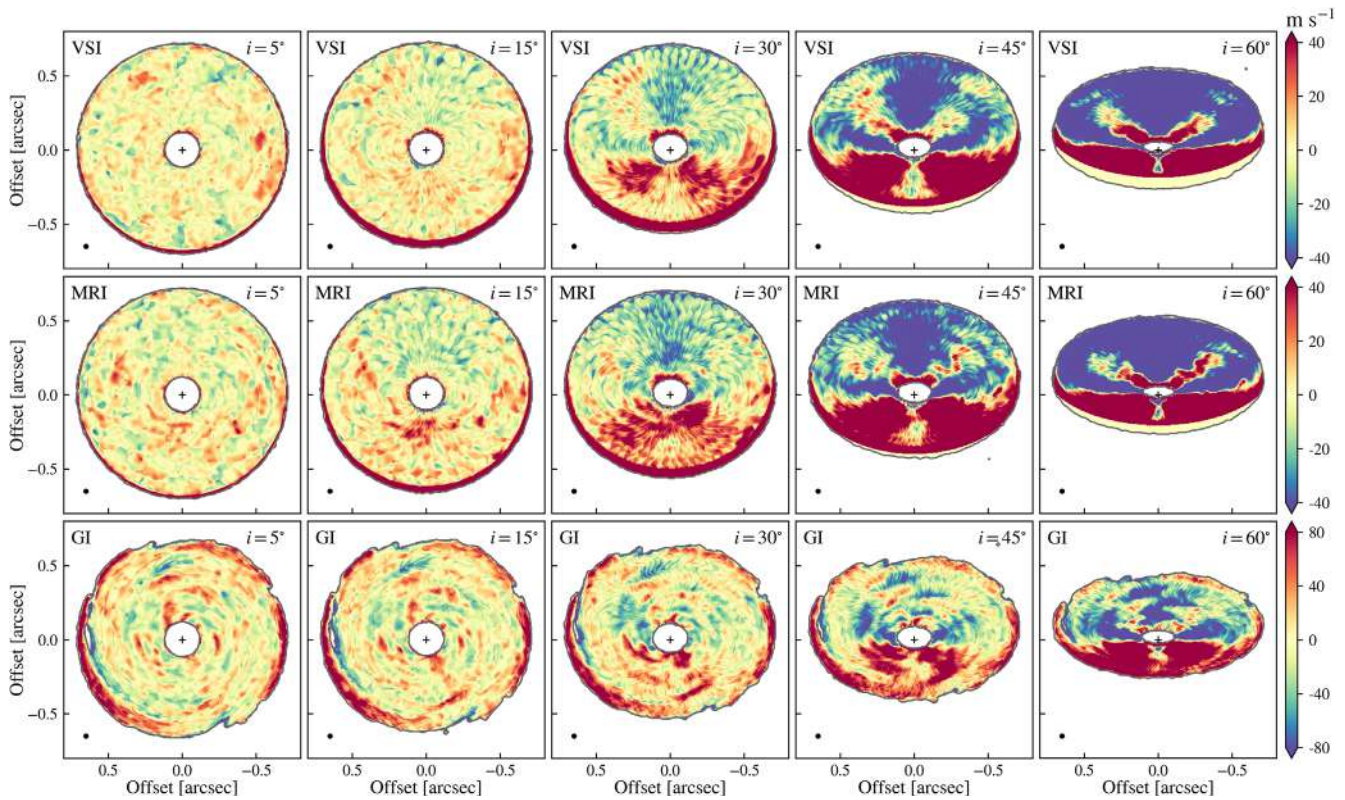 m s⁻¹
VSI i = 5° VSI i = 15° VSI i = 30° VSI i = 45° VSI i = 60° 40
0.5
20
Offset [arcsec] 0.0 0
-20
-0.5
-40
MRI i = 5° MRI i = 15° MRI i = 30° MRI i = 45° MRI i = 60° 40
0.5
20
Offset [arcsec] 0.0 0
-20
-0.5
-40
GI i = 5° GI i = 15° GI i = 30° GI i = 45° GI i = 60° 80
0.5
40
Offset [arcsec] 0.0 0
-40
-0.5
-80
0.5 0.0 -0.5 0.5 0.0 -0.5 0.5 0.0 -0.5 0.5 0.0 -0.5 0.5 0.0 -0.5
Offset [arcsec] Offset [arcsec] Offset [arcsec] Offset [arcsec] Offset [arcsec]